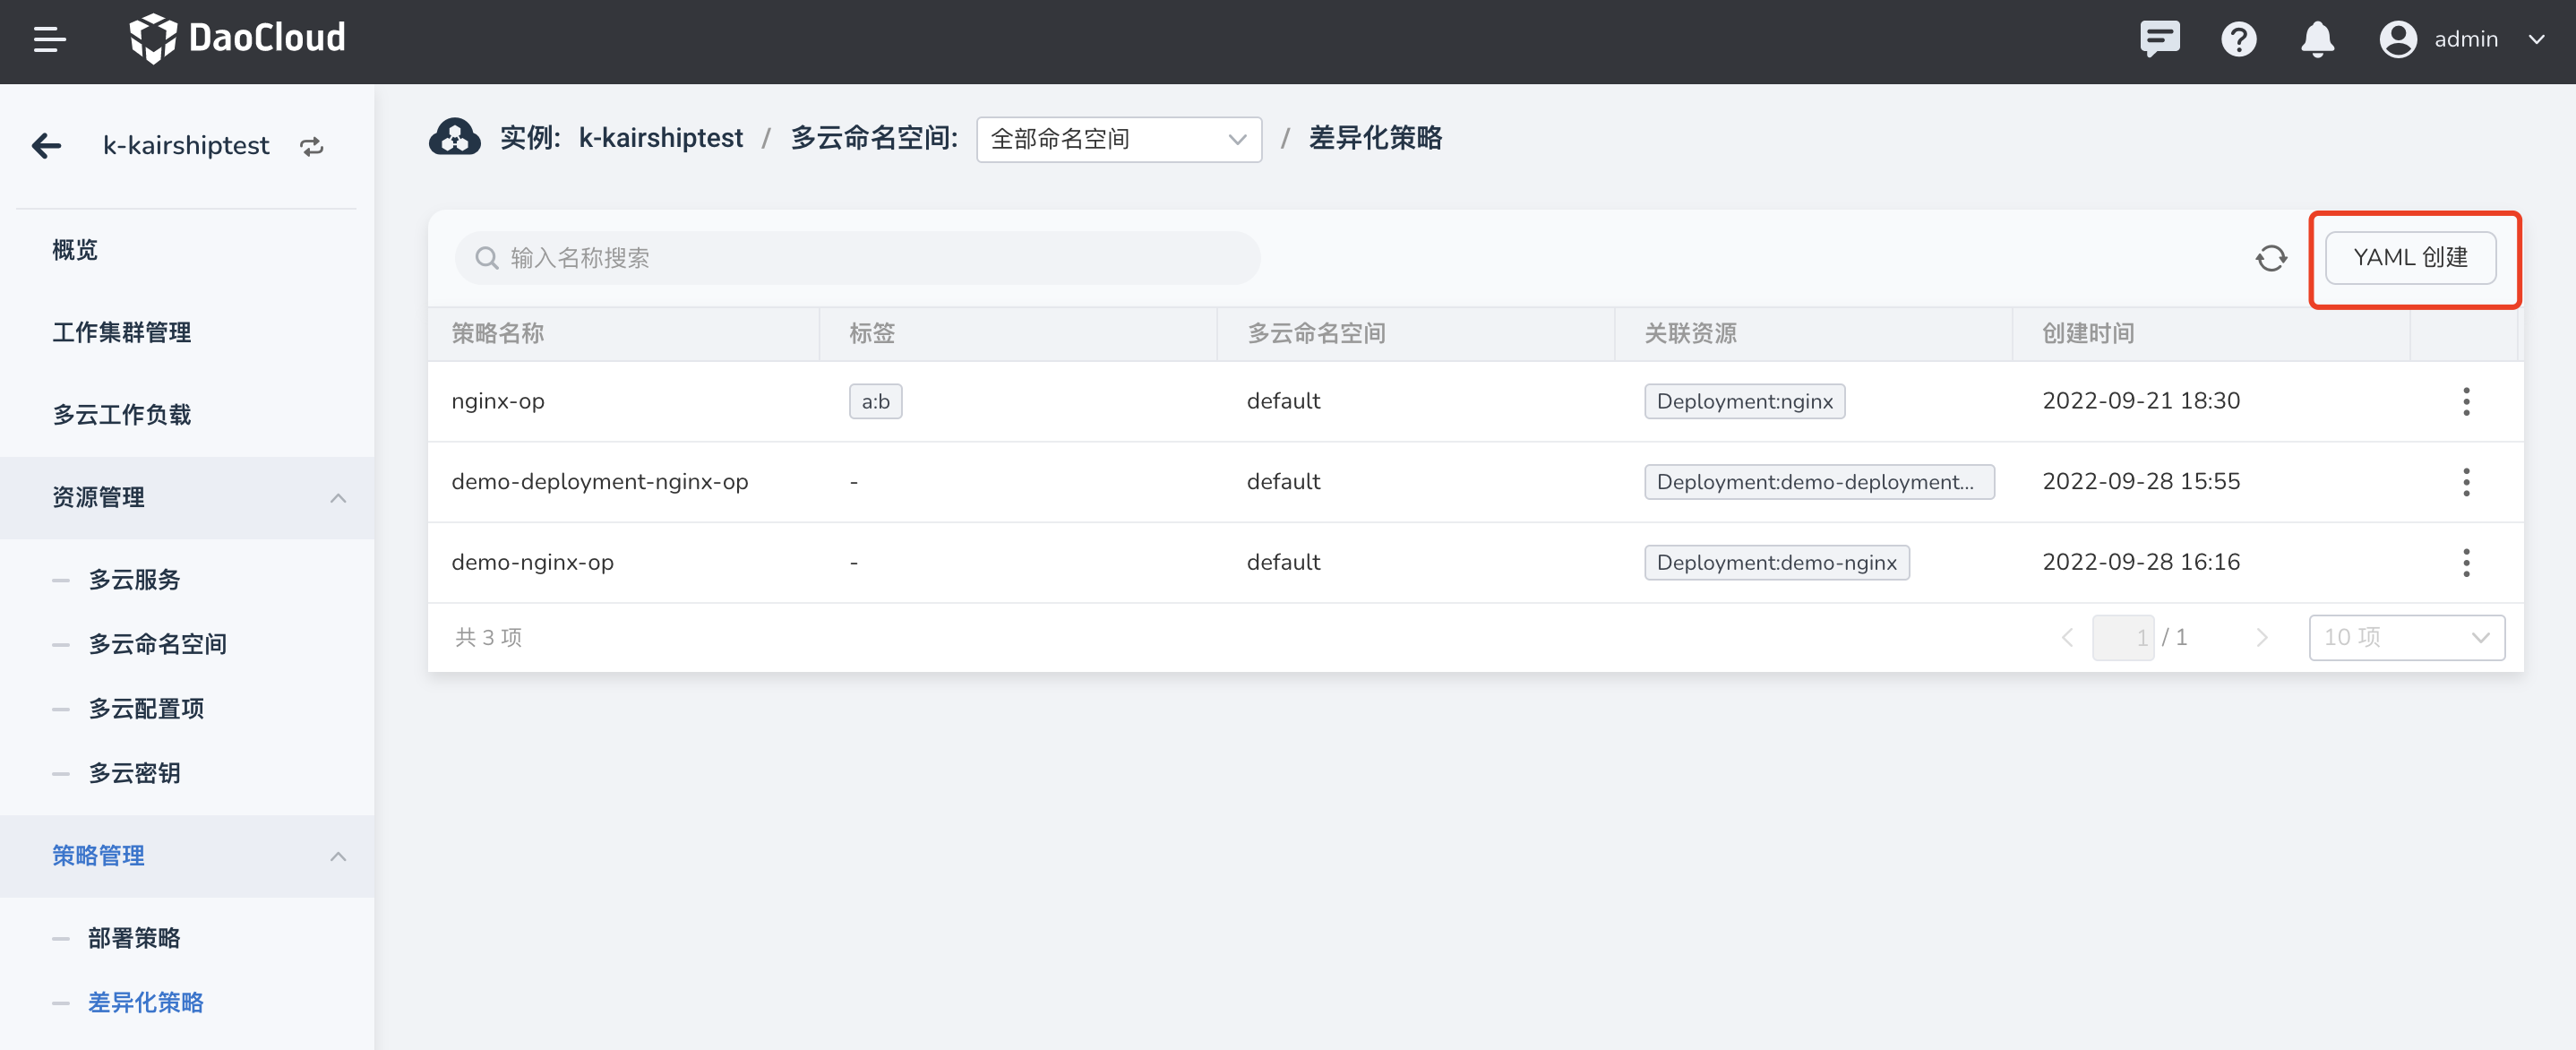 DaoCloud
admin
k-kairshiptest
概览
工作集群管理
多云工作负载
资源管理
多云服务
多云命名空间
多云配置项
多云密钥
策略管理
部署策略
差异化策略
实例: k-kairshiptest / 多云命名空间: 全部命名空间 / 差异化策略
输入名称搜索
YAML 创建
策略名称 标签 多云命名空间 关联资源 创建时间
nginx-op a:b default Deployment:nginx 2022-09-21 18:30
demo-deployment-nginx-op - default Deployment:demo-deployment... 2022-09-28 15:55
demo-nginx-op - default Deployment:demo-nginx 2022-09-28 16:16
共 3 项 1 / 1 10 项